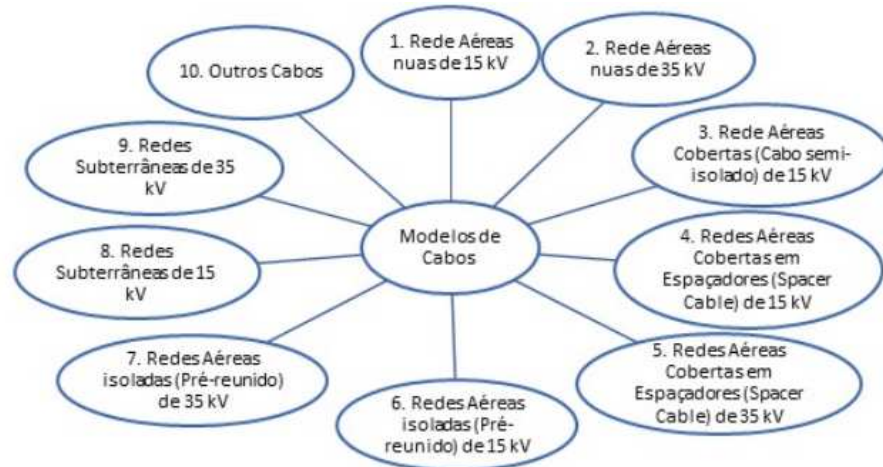 1. Rede Aéreas
nuas de 15 kV
2. Rede Aéreas
nuas de 35 kV
3. Rede Aéreas
Cobertas (Cabo semi-
isolado) de 15 kV
4. Redes Aéreas
Cobertas em
Espaçadores (Spacer
Cable) de 15 kV
5. Redes Aéreas
Cobertas em
Espaçadores (Spacer
Cable) de 35 kV
6. Redes Aéreas
isoladas (Pré-
reunido) de 15 kV
7. Redes Aéreas
isoladas (Pré-reunido)
de 35 kV
8. Redes
Subterrâneas de 15
kV
9. Redes
Subterrâneas de 35
kV
10. Outros Cabos
Modelos de
Cabos